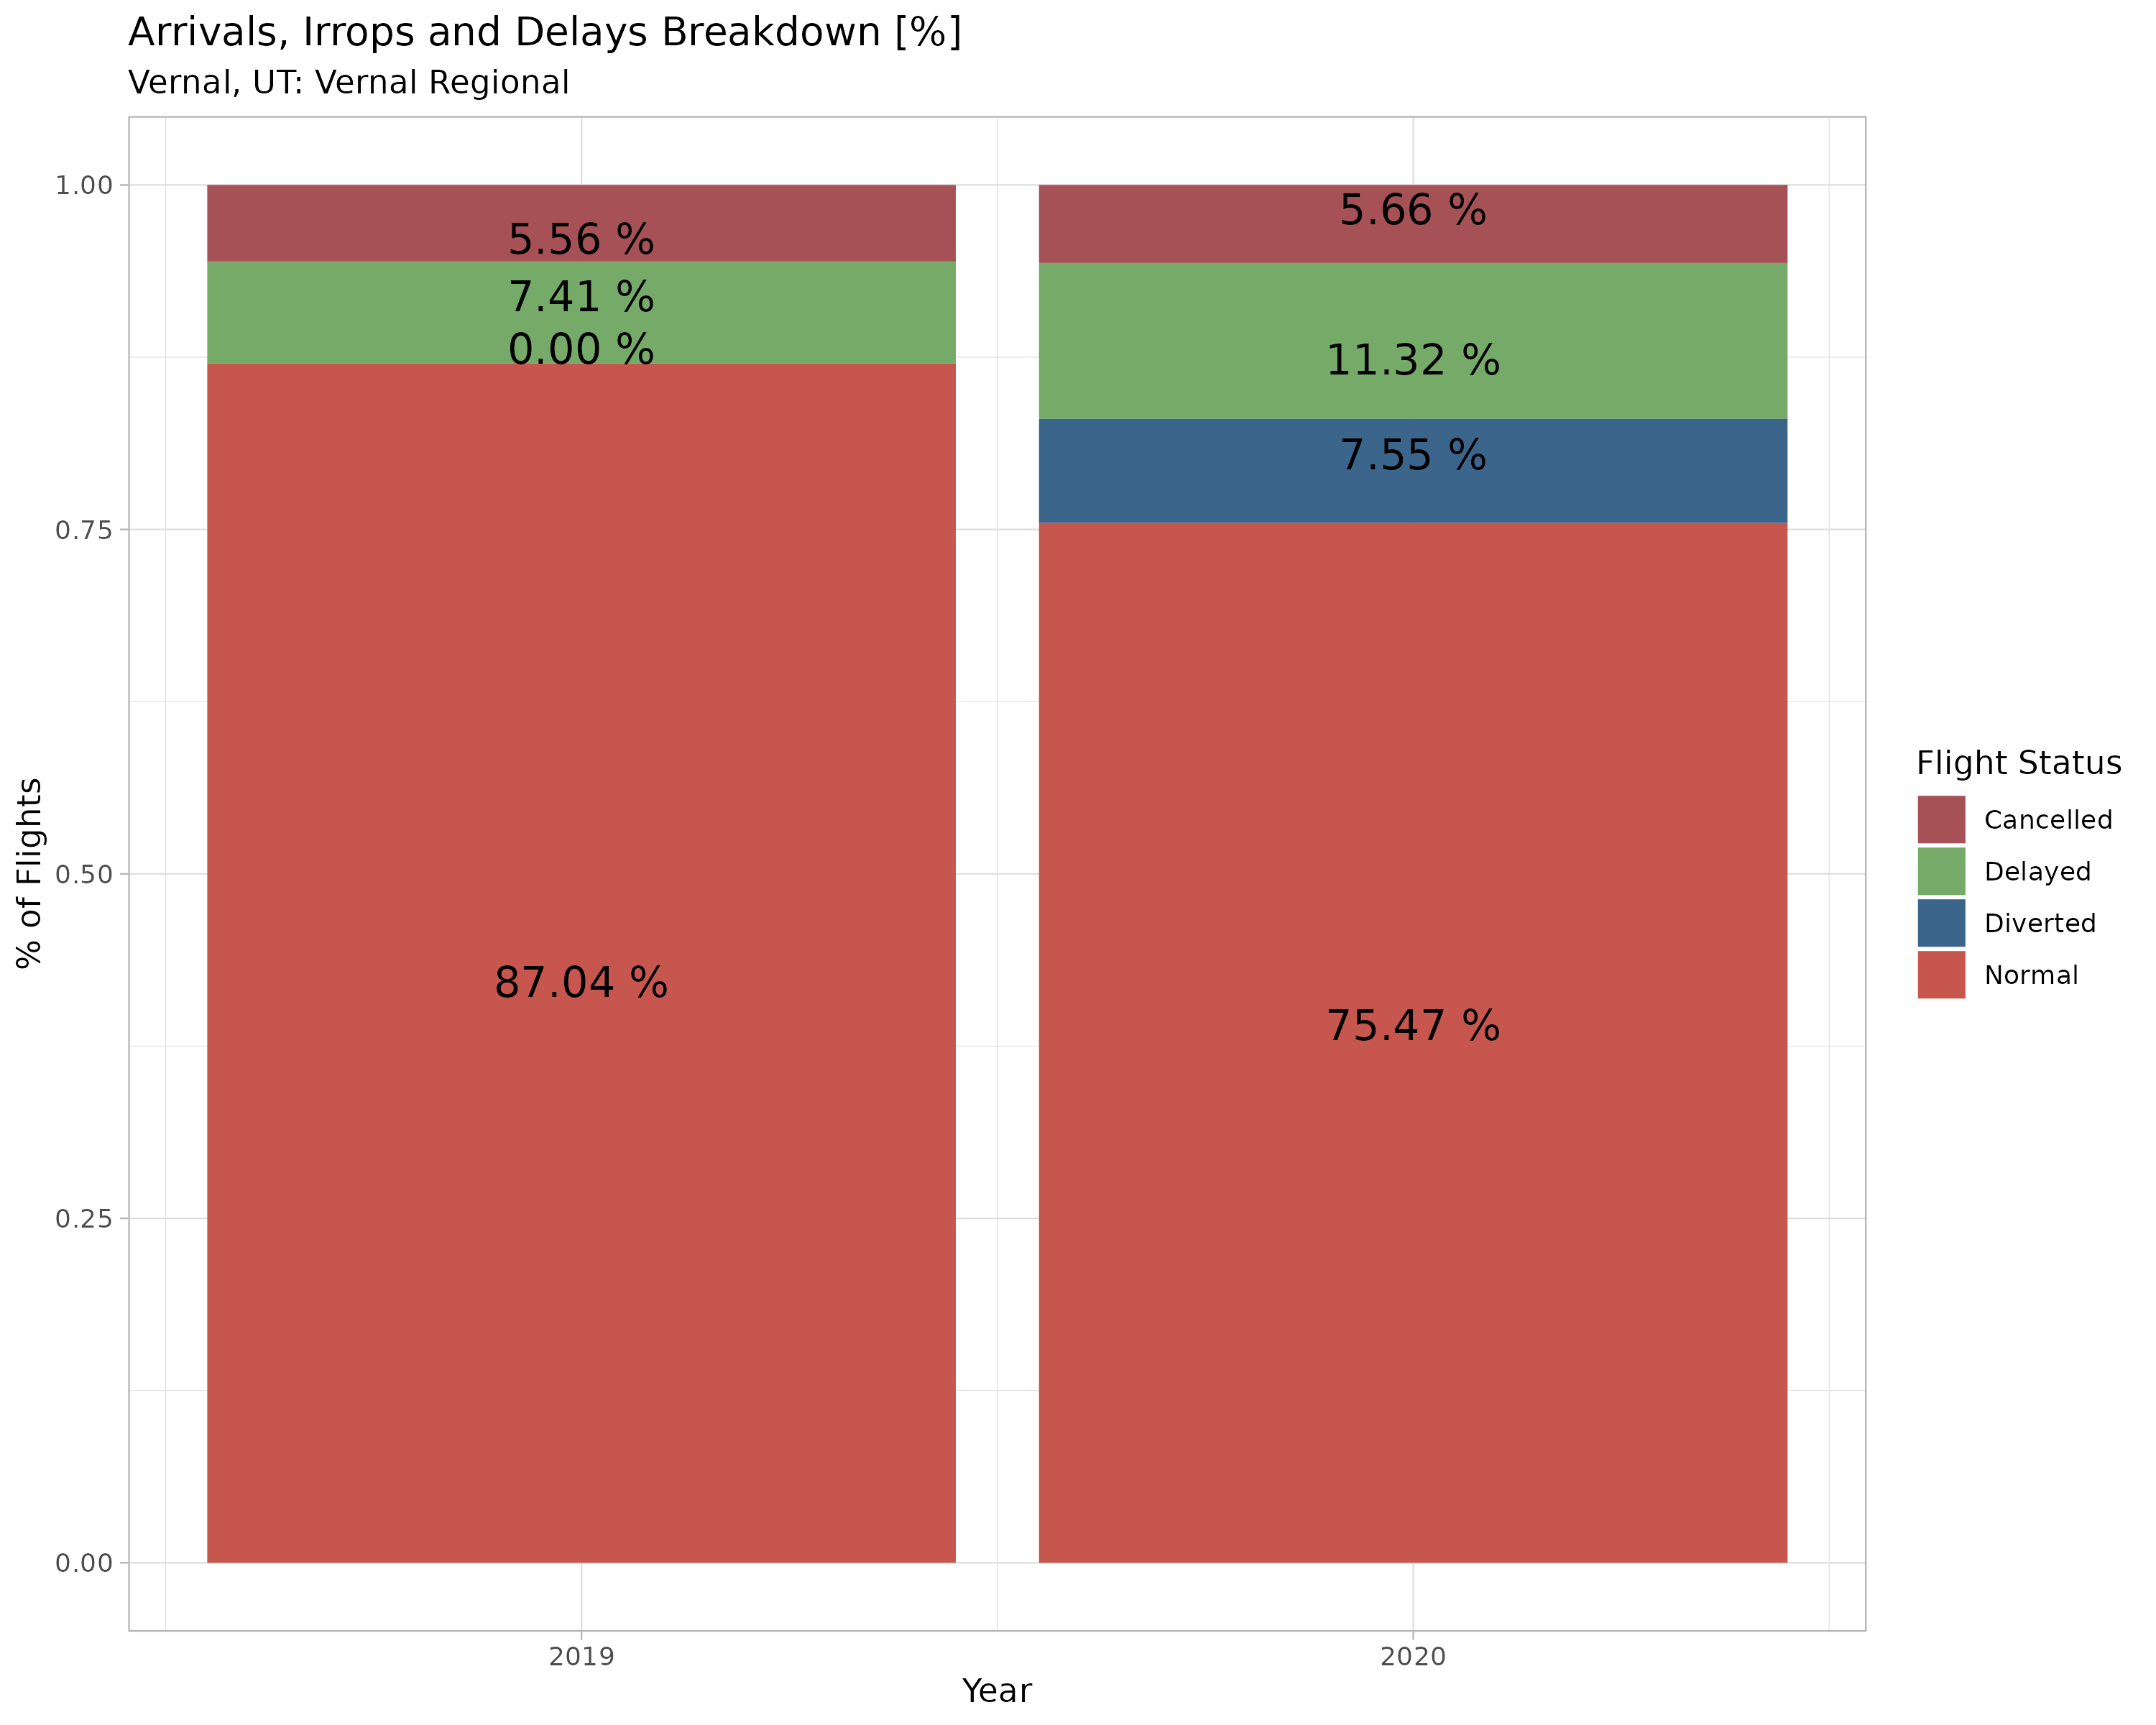 Arrivals, Irrops and Delays Breakdown [%]
Vernal, UT: Vernal Regional
1.00
0.75
0.50
0.25
0.00
% of Flights
5.56 %
7.41 %
0.00 %
87.04 %
5.66 %
11.32 %
7.55 %
75.47 %
2019
2020
Year
Flight Status
Cancelled
Delayed
Diverted
Normal